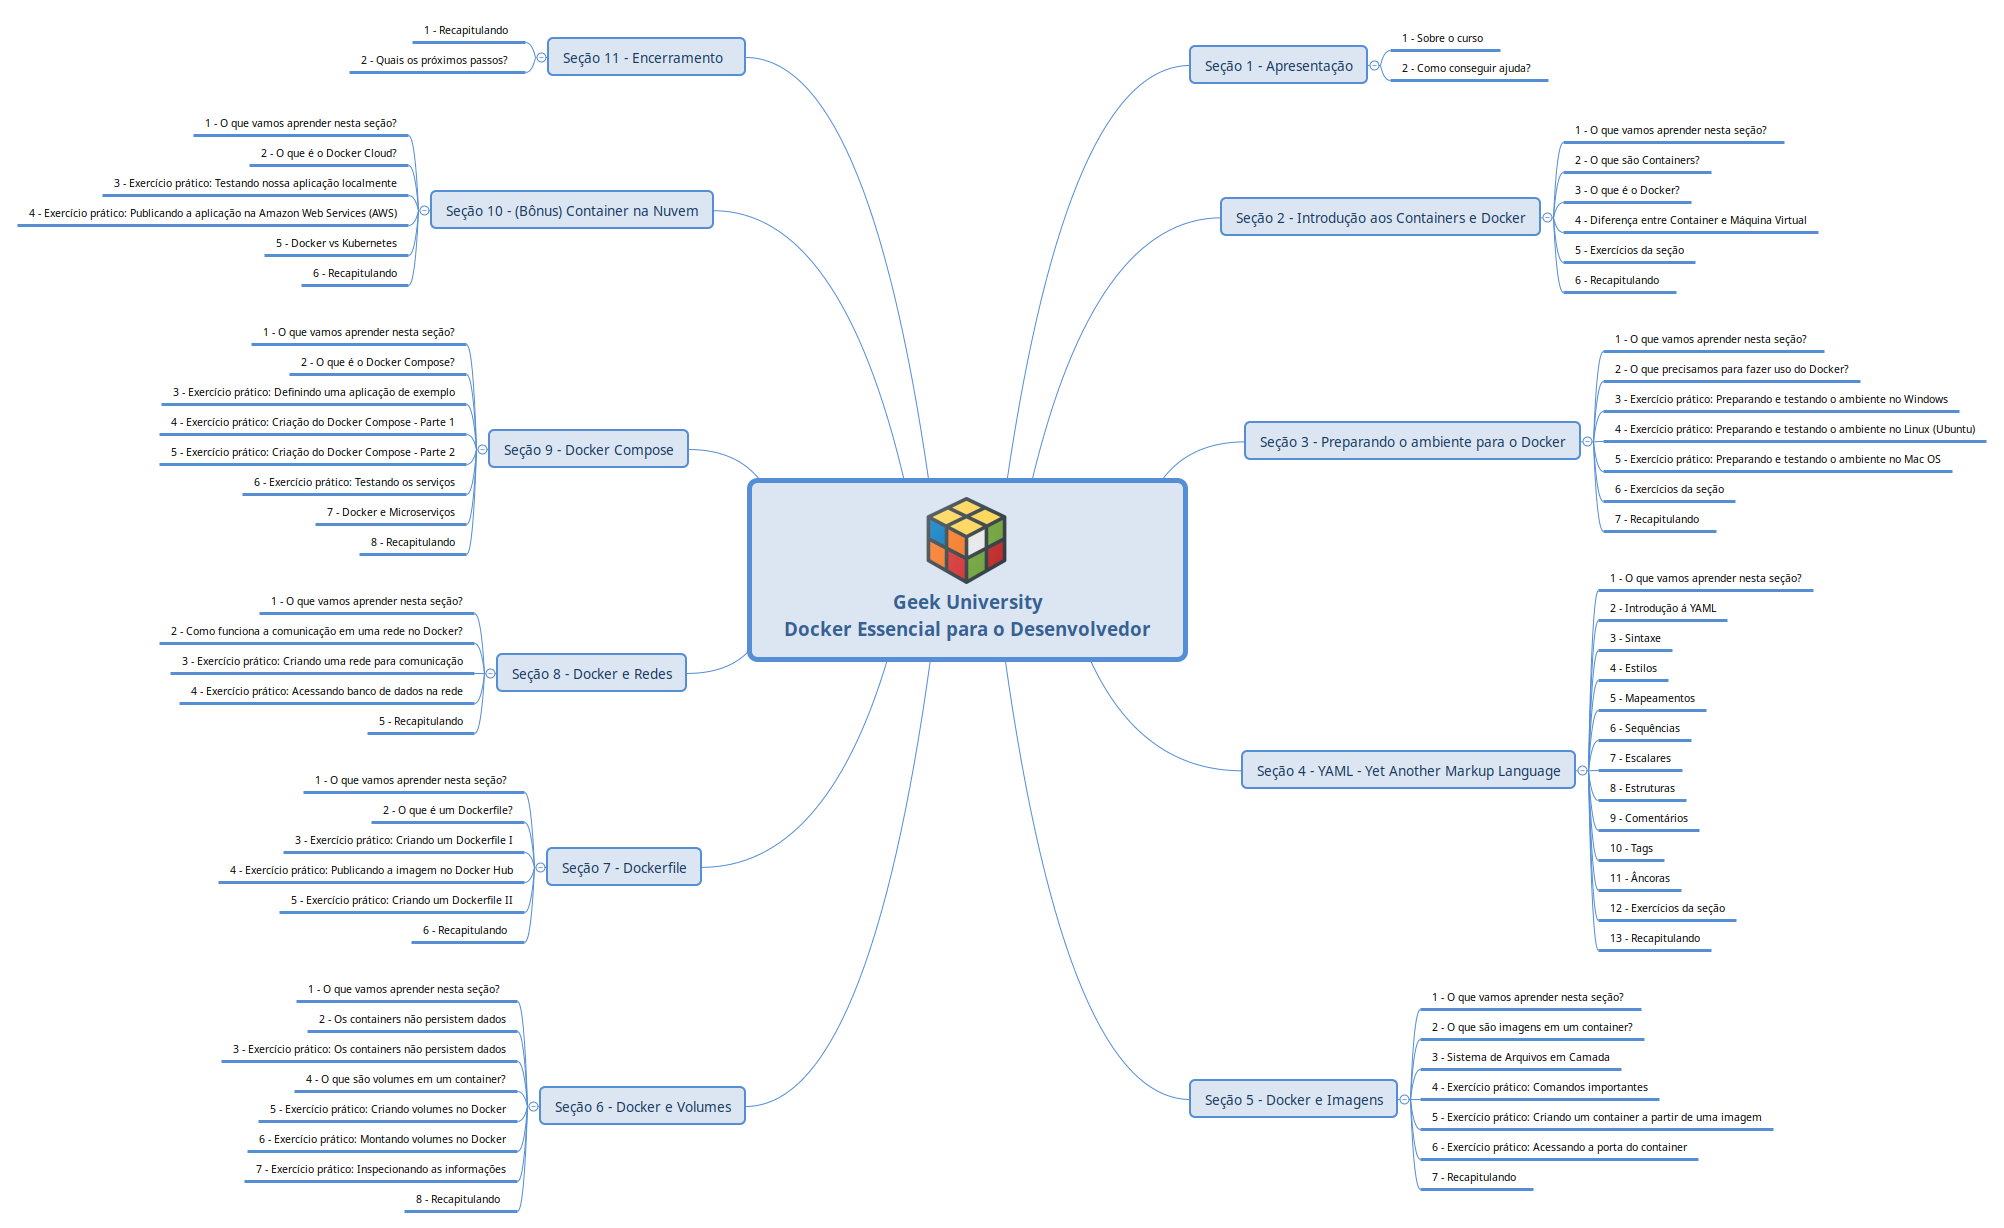 Geek University
Docker Essencial para o Desenvolvedor
Seção 1 - Apresentação
1 - Sobre o curso
2 - Como conseguir ajuda?
Seção 2 - Introdução aos Containers e Docker
1 - O que vamos aprender nesta seção?
2 - O que são Containers?
3 - O que é o Docker?
4 - Diferença entre Container e Máquina Virtual
5 - Exercícios da seção
6 - Recapitulando
Seção 3 - Preparando o ambiente para o Docker
1 - O que vamos aprender nesta seção?
2 - O que precisamos para fazer uso do Docker?
3 - Exercício prático: Preparando e testando o ambiente no Windows
4 - Exercício prático: Preparando e testando o ambiente no Linux (Ubuntu)
5 - Exercício prático: Preparando e testando o ambiente no Mac OS
6 - Exercícios da seção
7 - Recapitulando
Seção 4 - YAML - Yet Another Markup Language
1 - O que vamos aprender nesta seção?
2 - Introdução á YAML
3 - Sintaxe
4 - Estilos
5 - Mapeamentos
6 - Sequências
7 - Escalares
8 - Estruturas
9 - Comentários
10 - Tags
11 - Âncoras
12 - Exercícios da seção
13 - Recapitulando
Seção 5 - Docker e Imagens
1 - O que vamos aprender nesta seção?
2 - O que são imagens em um container?
3 - Sistema de Arquivos em Camada
4 - Exercício prático: Comandos importantes
5 - Exercício prático: Criando um container a partir de uma imagem
6 - Exercício prático: Acessando a porta do container
7 - Recapitulando
Seção 6 - Docker e Volumes
1 - O que vamos aprender nesta seção?
2 - Os containers não persistem dados
3 - Exercício prático: Os containers não persistem dados
4 - O que são volumes em um container?
5 - Exercício prático: Criando volumes no Docker
6 - Exercício prático: Montando volumes no Docker
7 - Exercício prático: Inspecionando as informações
8 - Recapitulando
Seção 7 - Dockerfile
1 - O que vamos aprender nesta seção?
2 - O que é um Dockerfile?
3 - Exercício prático: Criando um Dockerfile I
4 - Exercício prático: Publicando a imagem no Docker Hub
5 - Exercício prático: Criando um Dockerfile II
6 - Recapitulando
Seção 8 - Docker e Redes
1 - O que vamos aprender nesta seção?
2 - Como funciona a comunicação em uma rede no Docker?
3 - Exercício prático: Criando uma rede para comunicação
4 - Exercício prático: Acessando banco de dados na rede
5 - Recapitulando
Seção 9 - Docker Compose
1 - O que vamos aprender nesta seção?
2 - O que é o Docker Compose?
3 - Exercício prático: Definindo uma aplicação de exemplo
4 - Exercício prático: Criação do Docker Compose - Parte 1
5 - Exercício prático: Criação do Docker Compose - Parte 2
6 - Exercício prático: Testando os serviços
7 - Docker e Microserviços
8 - Recapitulando
Seção 10 - (Bônus) Container na Nuvem
1 - O que vamos aprender nesta seção?
2 - O que é o Docker Cloud?
3 - Exercício prático: Testando nossa aplicação localmente
4 - Exercício prático: Publicando a aplicação na Amazon Web Services (AWS)
5 - Docker vs Kubernetes
6 - Recapitulando
Seção 11 - Encerramento
1 - Recapitulando
2 - Quais os próximos passos?